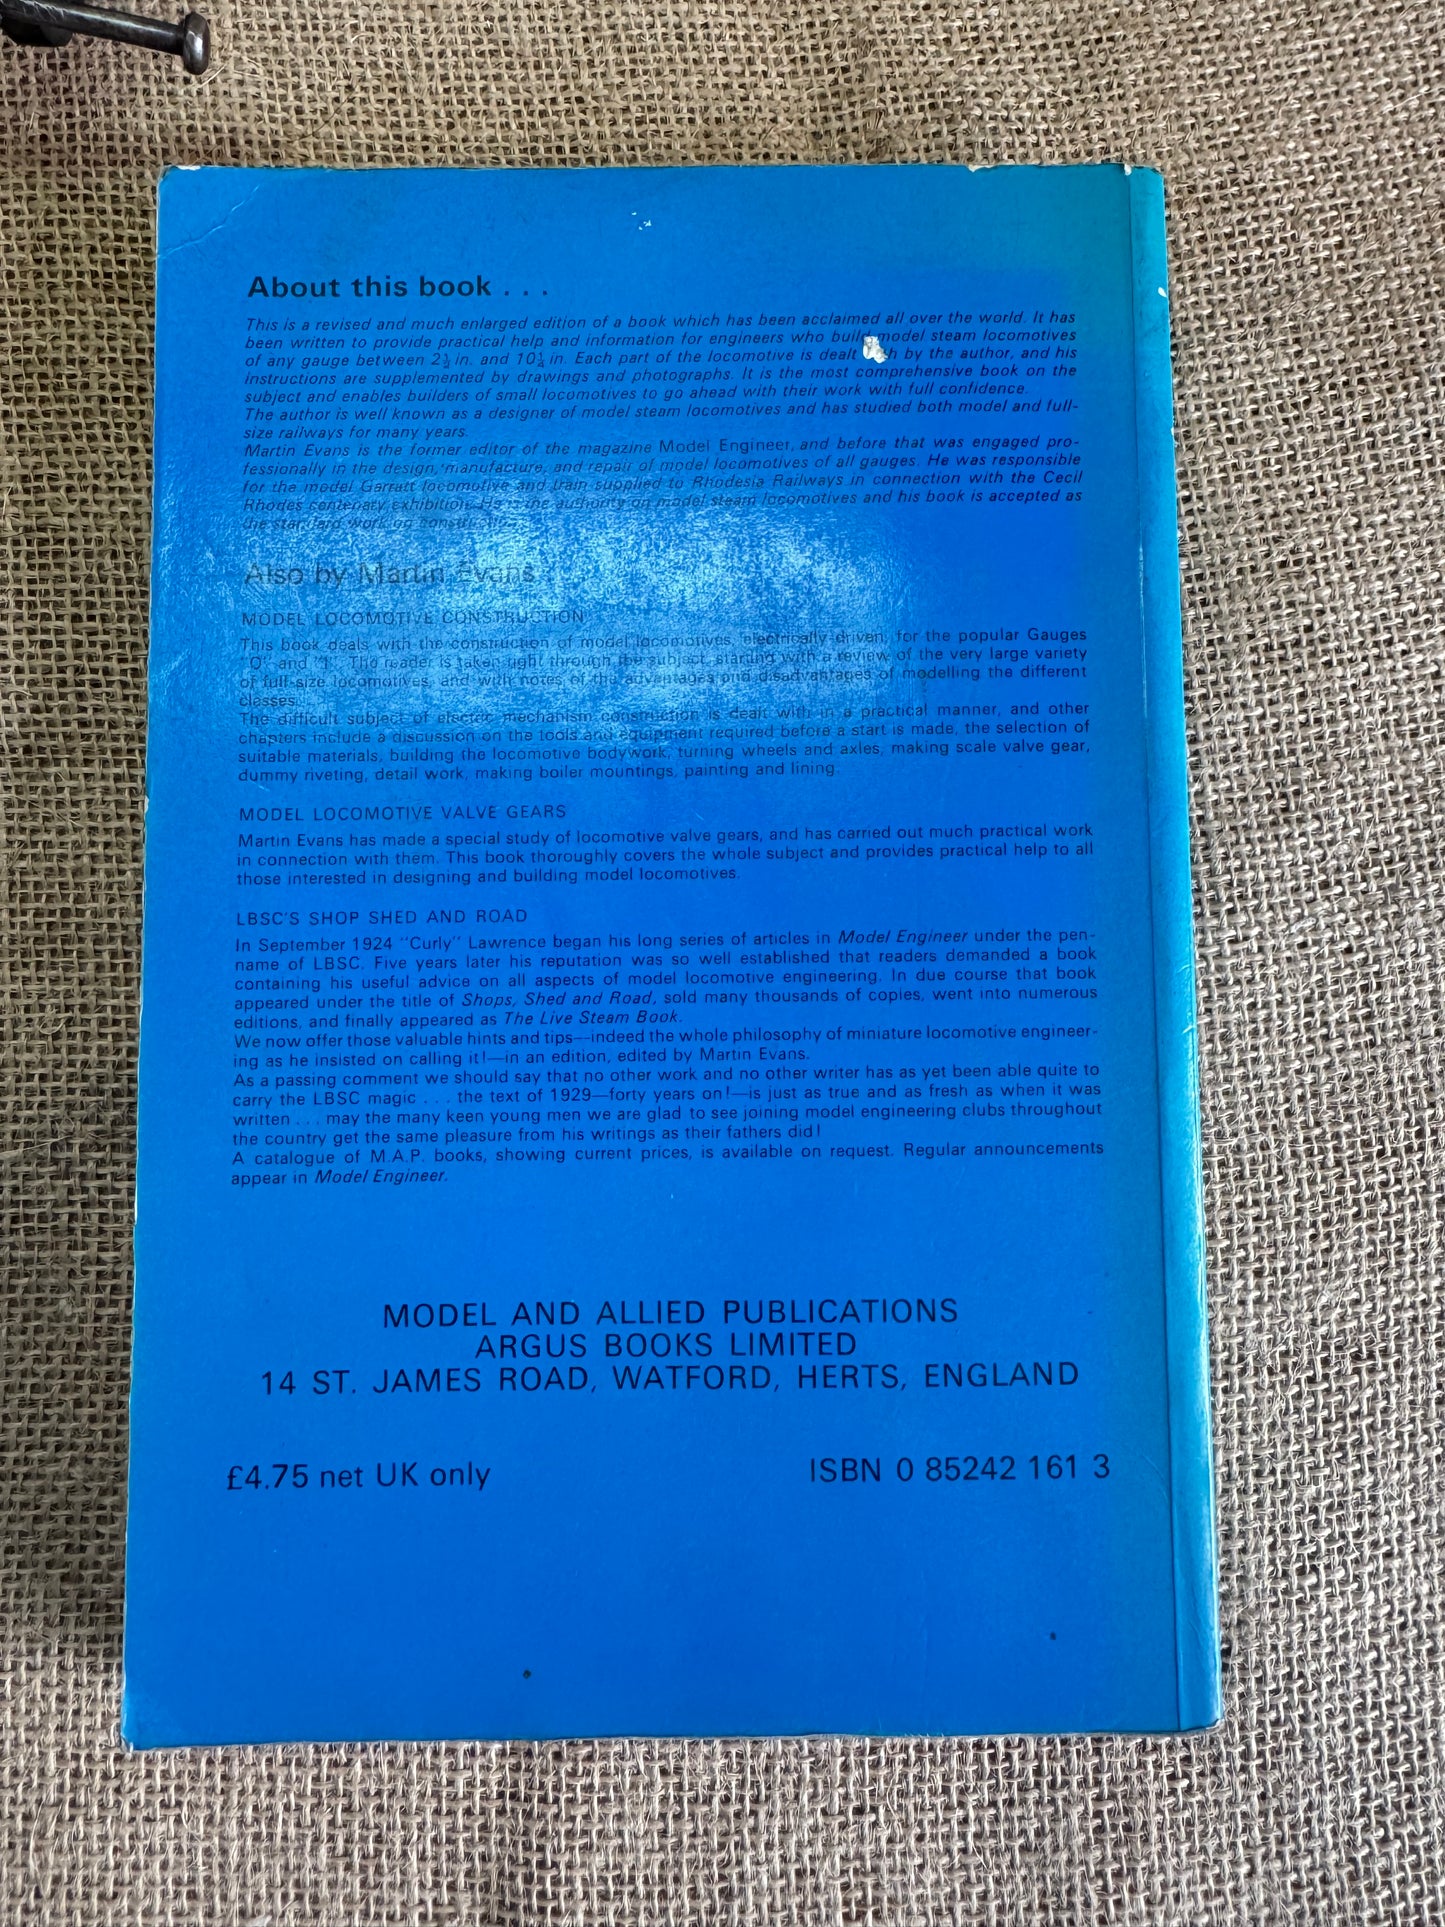 About this book . . .
This is a revised and much enlarged edition of a book which has been acclaimed all over the world. It has
been written to provide practical help and information for engineers who build model steam locomotives
of any gauge between 2½ in. and 10¼ in. Each part of the locomotive is dealt by the author, and his
instructions are supplemented by drawings and photographs. It is the most comprehensive book on the
subject and enables builders of small locomotives to go ahead with their work with full confidence.
The author is well known as a designer of model steam locomotives and has studied both model and full-
size railways for many years.
Martin Evans is the former editor of the magazine Model Engineer, and before that was engaged pro-
fessionally in the design, manufacture, and repair of model locomotives of all gauges. He was responsible
for the model Garratt locomotive and train supplied to Rhodesia Railways in connection with the Cecil
Rhodes centenary exhibition. He is the authority on model steam locomotives and his book is accepted as
the standard work on construction.
Also by Martin Evans
MODEL LOCOMOTIVE CONSTRUCTION
This book deals with the construction of model locomotives, electrically driven, for the popular Gauges
"O" and "1". The reader is taken right through the subject, starting with a review of the very large variety
of full-size locomotives, and with notes of the advantages and disadvantages of modelling the different
classes.
The difficult subject of electric mechanism construction is dealt with in a practical manner, and other
chapters include a discussion on the tools and equipment required before a start is made, the selection of
suitable materials, building the locomotive bodywork, turning wheels and axles, making scale valve gear,
dummy riveting, detail work, making boiler mountings, painting and lining.
MODEL LOCOMOTIVE VALVE GEARS
Martin Evans has made a special study of locomotive valve gears, and has carried out much practical work
in connection with them. This book thoroughly covers the whole subject and provides practical help to all
those interested in designing and building model locomotives.
LBSC'S SHOP SHED AND ROAD
In September 1924 "Curly" Lawrence began his long series of articles in Model Engineer under the pen-
name of LBSC. Five years later his reputation was so well established that readers demanded a book
containing his useful advice on all aspects of model locomotive engineering. In due course that book
appeared under the title of Shops, Shed and Road, sold many thousands of copies, went into numerous
editions, and finally appeared as The Live Steam Book.
We now offer those valuable hints and tips—indeed the whole philosophy of miniature locomotive engineer-
ing as he insisted on calling it!—in an edition, edited by Martin Evans.
As a passing comment we should say that no other work and no other writer has as yet been able quite to
carry the LBSC magic . . . the text of 1929—forty years on!—is just as true and as fresh as when it was
written . . . may the many keen young men we are glad to see joining model engineering clubs throughout
the country get the same pleasure from his writings as their fathers did!
A catalogue of M.A.P. books, showing current prices, is available on request. Regular announcements
appear in Model Engineer.
MODEL AND ALLIED PUBLICATIONS
ARGUS BOOKS LIMITED
14 ST. JAMES ROAD, WATFORD, HERTS, ENGLAND
£4.75 net UK only
ISBN 0 85242 161 3